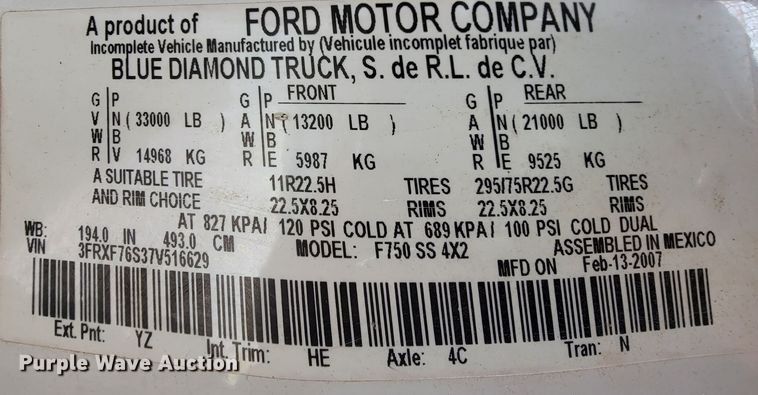 A product of FORD MOTOR COMPANY
Incomplete Vehicle Manufactured by (Vehicule incomplet fabrique par)
BLUE DIAMOND TRUCK, S. de R.L. de C.V.
G P G P FRONT G P REAR
V N ( 33000 LB ) A N ( 13200 LB ) A N ( 21000 LB )
W B W B W B
R V 14968 KG R E 5987 KG R E 9525 KG
A SUITABLE TIRE 11R22.5H TIRES 295/75R22.5G TIRES
AND RIM CHOICE 22.5X8.25 RIMS 22.5X8.25 RIMS
AT 827 KPA/ 120 PSI COLD AT 689 KPA/ 100 PSI COLD DUAL
WB: 194.0 IN 493.0 CM MODEL: F750 SS 4X2 ASSEMBLED IN MEXICO
VIN 3FRXF76S37V516629 MFD ON Feb-13-2007
Ext. Pnt: YZ Int Trim: HE Axle: 4C Tran: N
Purple Wave Auction